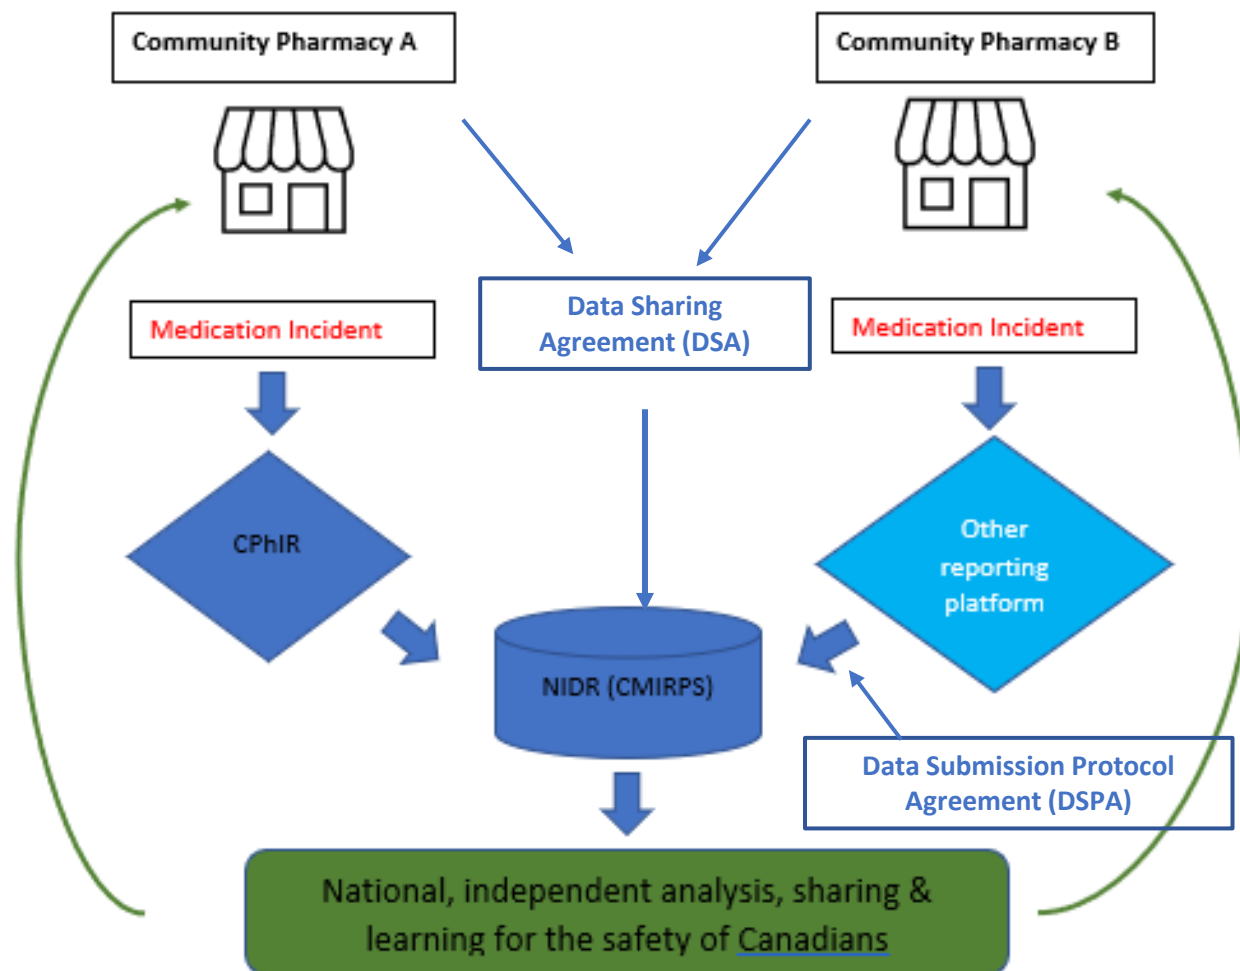 Community Pharmacy A
Community Pharmacy B
Data Sharing
Agreement (DSA)
Medication Incident
Medication Incident
CPhIR
Other
reporting
platform
NIDR (CMIRPS)
Data Submission Protocol
Agreement (DSPA)
National, independent analysis, sharing &
learning for the safety of Canadians